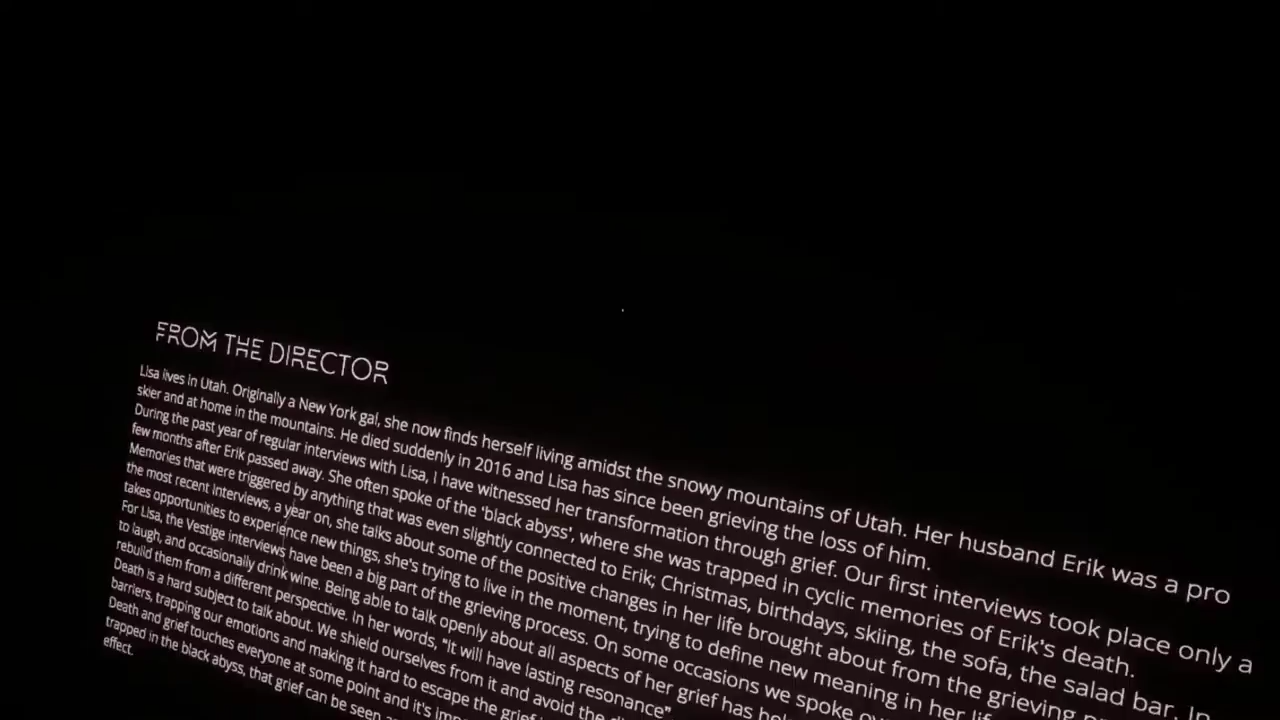 FROM THE DIRECTOR
Lisa lives in Utah. Originally a New York gal, she now finds herself living amidst the snowy mountains of Utah. Her husband Erik was a pro
skier and at home in the mountains. He died suddenly in 2016 and Lisa has since been grieving the loss of him.
During the past year of regular interviews with Lisa, I have witnessed her transformation through grief. Our first interviews took place only a
few months after Erik passed away. She often spoke of the 'black abyss', where she was trapped in cyclic memories of Erik's death.
Memories that were triggered by anything that was even slightly connected to Erik; Christmas, birthdays, skiing, the sofa, the salad bar. In
the most recent interviews, a year on, she talks about some of the positive changes in her life brought about from the grieving
takes opportunities to experience new things, she's trying to live in the moment, trying to define new meaning in her
For Lisa, the Vestige interviews have been a big part of the grieving process. On some occasions we spoke
to laugh, and occasionally drink wine. Being able to talk openly about all aspects of her grief has
rebuild them from a different perspective. In her words, "It will have lasting resonance"
Death is a hard subject to talk about. We shield ourselves from it and avoid the
barriers, trapping our emotions and making it hard to escape the
Death and grief touches everyone at some point and it's
trapped in the black abyss, that grief can be seen
effect.